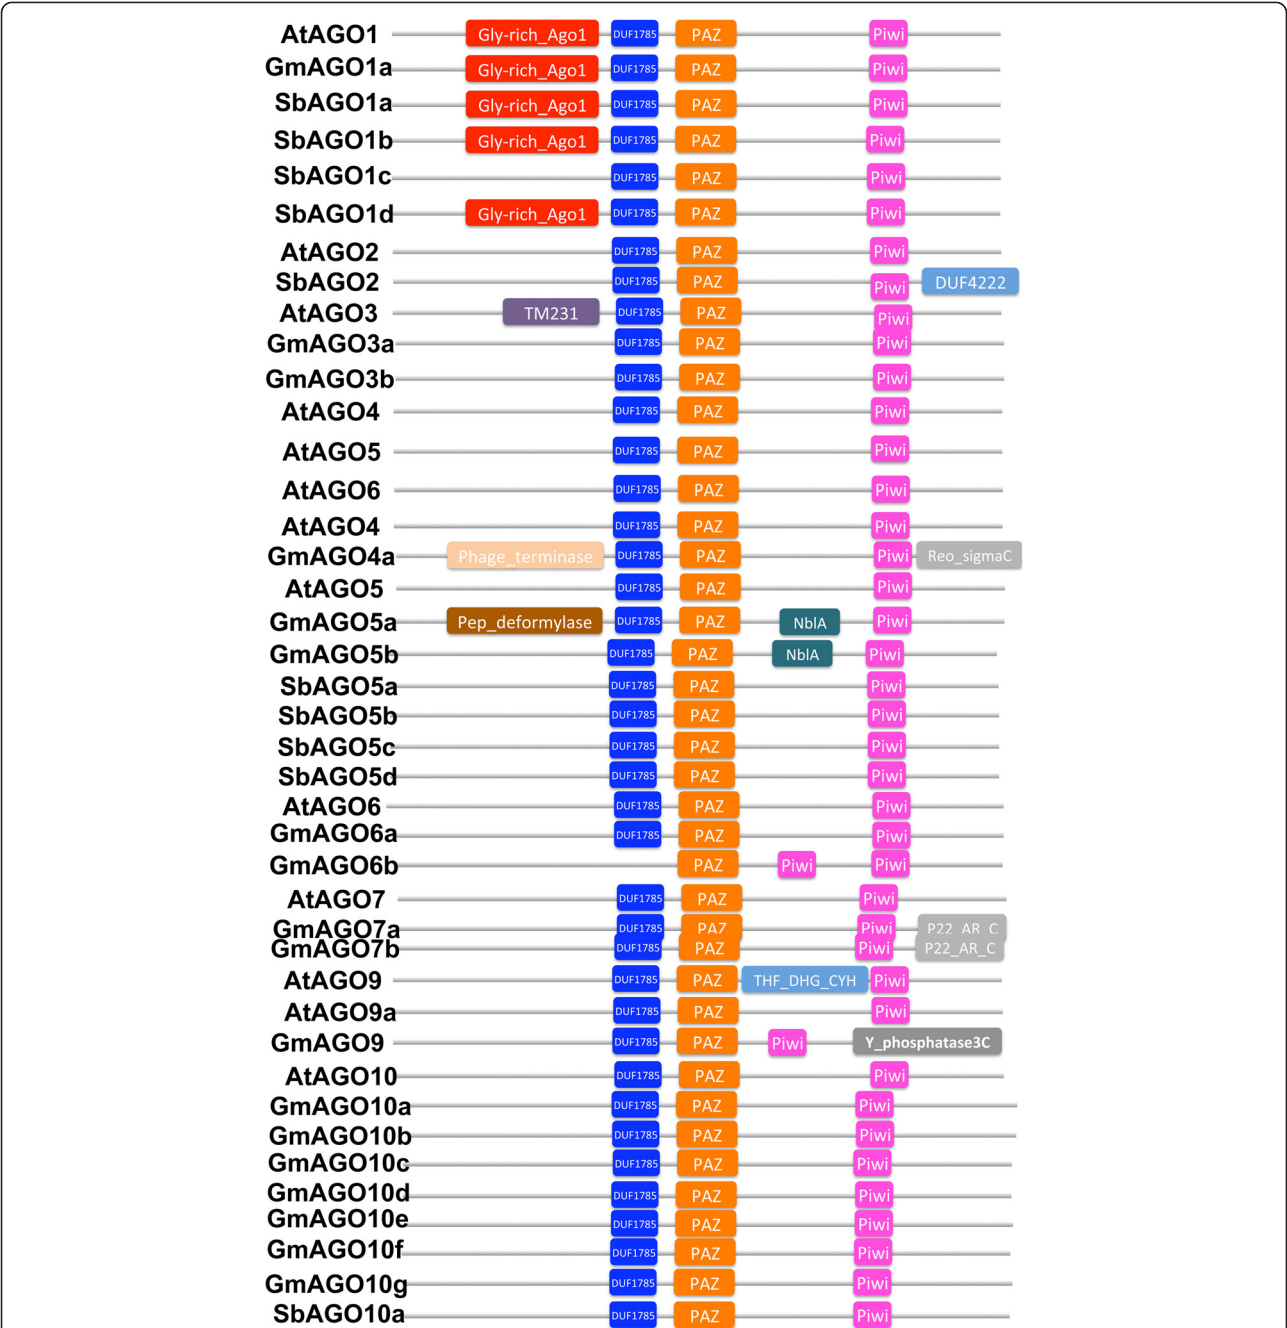 AtAGO1 Gly-rich_Ago1 DUF1785 PAZ Piwi
GmAGO1a Gly-rich_Ago1 DUF1785 PAZ Piwi
SbAGO1a Gly-rich_Ago1 DUF1785 PAZ Piwi
SbAGO1b Gly-rich_Ago1 DUF1785 PAZ Piwi
SbAGO1c DUF1785 PAZ Piwi
SbAGO1d Gly-rich_Ago1 DUF1785 PAZ Piwi
AtAGO2 DUF1785 PAZ Piwi
SbAGO2 DUF1785 PAZ Piwi DUF4222
AtAGO3 TM231 DUF1785 PAZ Piwi
GmAGO3a DUF1785 PAZ Piwi
GmAGO3b DUF1785 PAZ Piwi
AtAGO4 DUF1785 PAZ Piwi
AtAGO5 DUF1785 PAZ Piwi
AtAGO6 DUF1785 PAZ Piwi
AtAGO4 DUF1785 PAZ Piwi
GmAGO4a Phage_terminase DUF1785 PAZ Piwi Reo_sigmaC
AtAGO5 DUF1785 PAZ Piwi
GmAGO5a Pep_deformylase DUF1785 PAZ NblA Piwi
GmAGO5b DUF1785 PAZ NblA Piwi
SbAGO5a DUF1785 PAZ Piwi
SbAGO5b DUF1785 PAZ Piwi
SbAGO5c DUF1785 PAZ Piwi
SbAGO5d DUF1785 PAZ Piwi
AtAGO6 DUF1785 PAZ Piwi
GmAGO6a DUF1785 PAZ Piwi
GmAGO6b PAZ Piwi Piwi
AtAGO7 DUF1785 PAZ Piwi
GmAGO7a DUF1785 PAZ Piwi P22_AR_C
GmAGO7b DUF1785 PAZ Piwi P22_AR_C
AtAGO9 DUF1785 PAZ THF_DHG_CYH Piwi
AtAGO9a DUF1785 PAZ Piwi
GmAGO9 DUF1785 PAZ Piwi Y_phosphatase3C
AtAGO10 DUF1785 PAZ Piwi
GmAGO10a DUF1785 PAZ Piwi
GmAGO10b DUF1785 PAZ Piwi
GmAGO10c DUF1785 PAZ Piwi
GmAGO10d DUF1785 PAZ Piwi
GmAGO10e DUF1785 PAZ Piwi
GmAGO10f DUF1785 PAZ Piwi
GmAGO10g DUF1785 PAZ Piwi
SbAGO10a DUF1785 PAZ Piwi